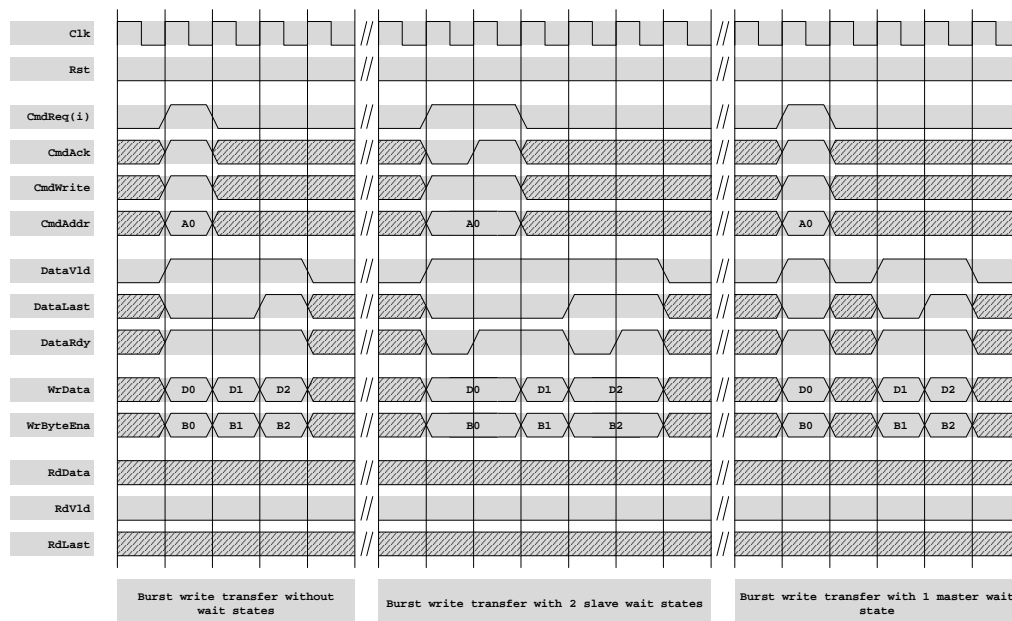 Clk
Rst
CmdReq(i)
CmdAck
CmdWrite
CmdAddr A0 A0 A0
DataVld
DataLast
DataRdy
WrData D0 D1 D2 D0 D1 D2 D0 D1 D2
WrByteEna B0 B1 B2 B0 B1 B2 B0 B1 B2
RdData
RdVld
RdLast
Burst write transfer without
wait states
Burst write transfer with 2 slave wait states
Burst write transfer with 1 master wait
state